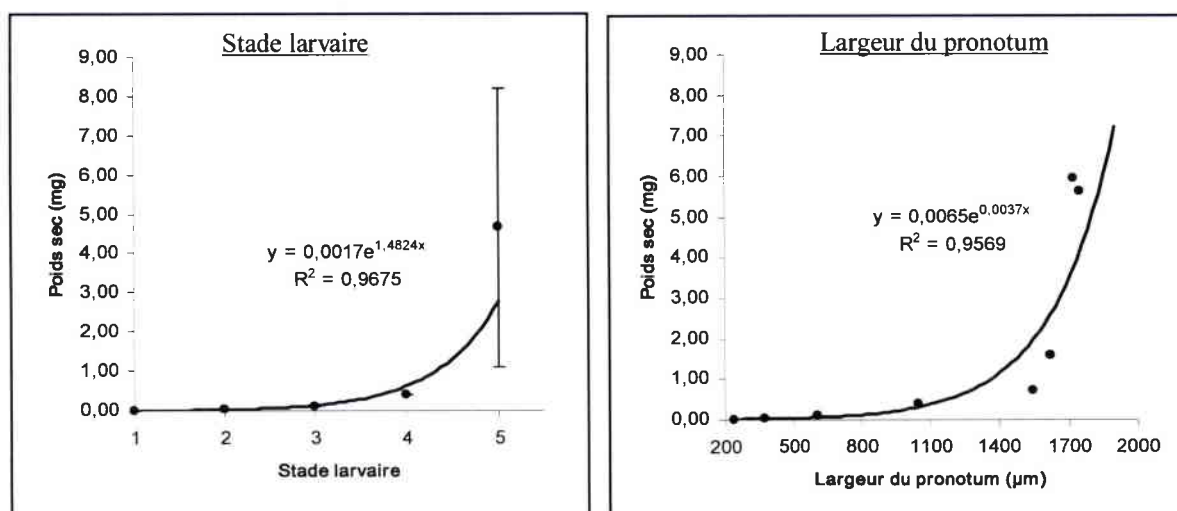 Stade larvaire
9,00
8,00
7,00
6,00
5,00
4,00
3,00
2,00
1,00
0,00
Poids sec (mg)
y = 0,0017e^1,4824x
R² = 0,9675
1 2 3 4 5
Stade larvaire
Largeur du pronotum
9,00
8,00
7,00
6,00
5,00
4,00
3,00
2,00
1,00
0,00
Poids sec (mg)
y = 0,0065e^0,0037x
R² = 0,9569
200 500 800 1100 1400 1700 2000
Largeur du pronotum (µm)